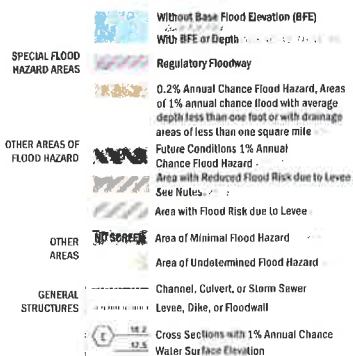 Without Base Flood Elevation (BFE)
With BFE or Depth
SPECIAL FLOOD
HAZARD AREAS
Regulatory Floodway
0.2% Annual Chance Flood Hazard, Areas
of 1% annual chance flood with average
depth less than one foot or with drainage
areas of less than one square mile
OTHER AREAS OF
FLOOD HAZARD
Future Conditions 1% Annual
Chance Flood Hazard
Area with Reduced Flood Risk due to Levee
See Notes.
Area with Flood Risk due to Levee
NO SCREEN
Area of Minimal Flood Hazard
OTHER
AREAS
Area of Undetermined Flood Hazard
GENERAL
STRUCTURES
Channel, Culvert, or Storm Sewer
Levee, Dike, or Floodwall
E
18.2
17.5
Cross Sections with 1% Annual Chance
Water Surface Elevation